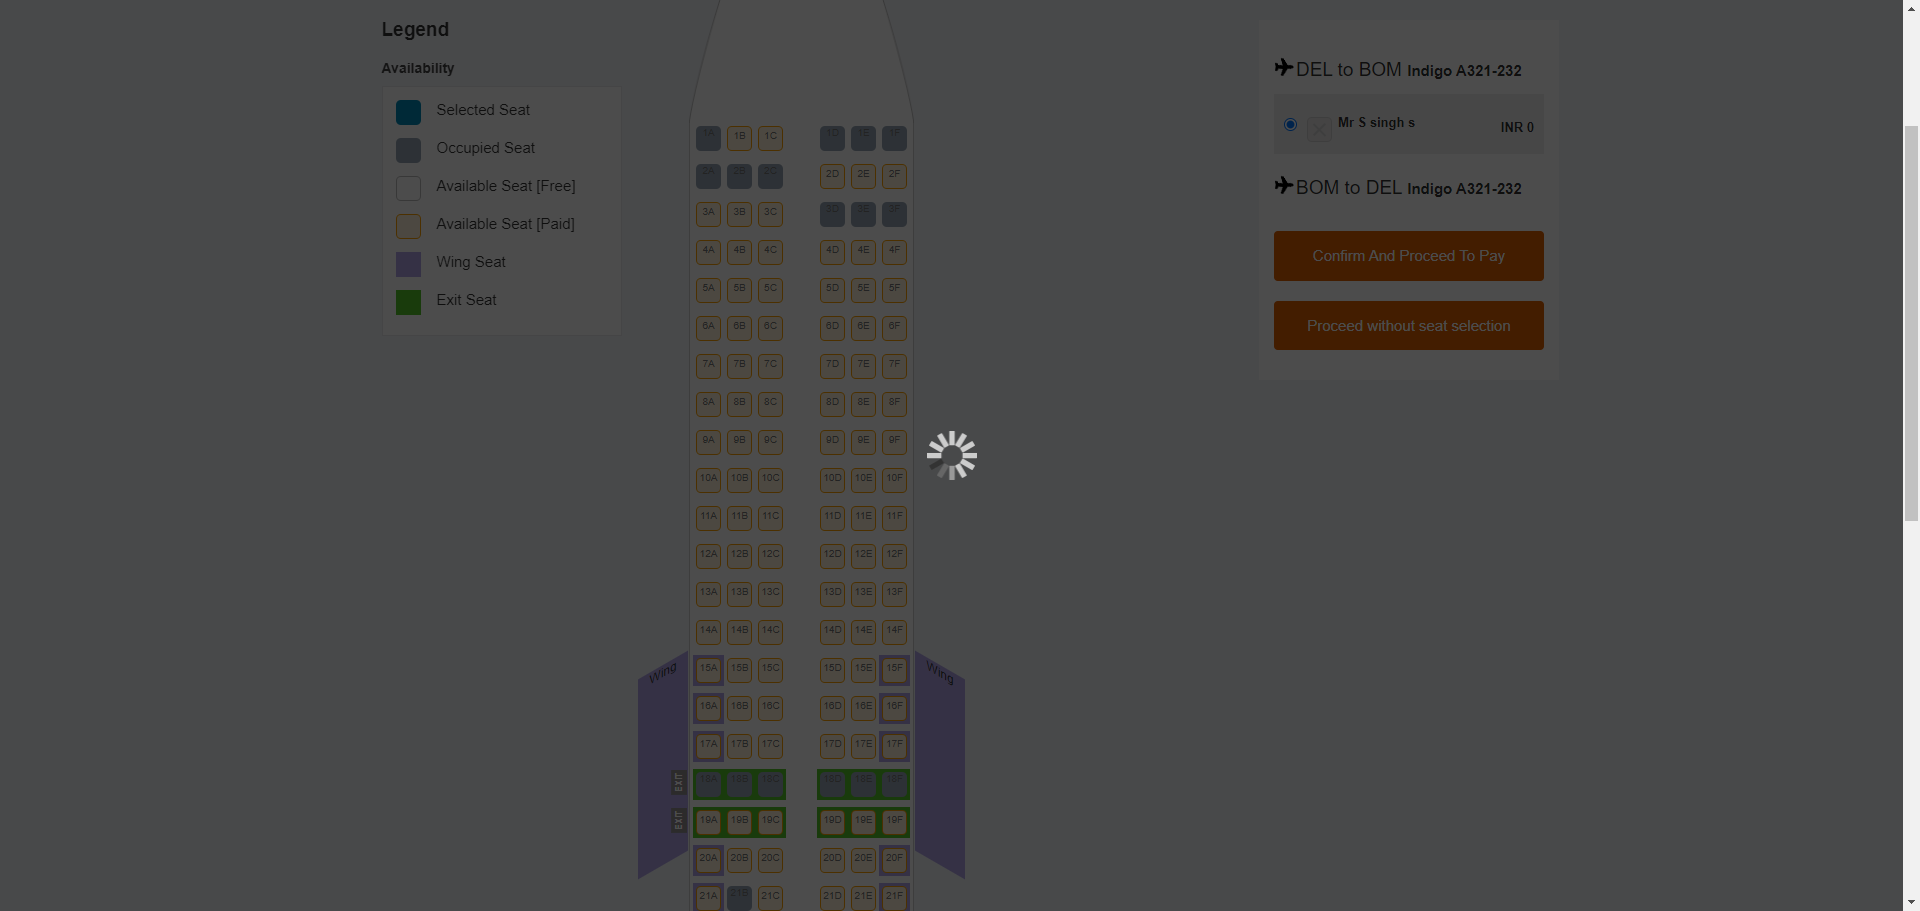 Legend
Availability
Selected Seat
Occupied Seat
Available Seat [Free]
Available Seat [Paid]
Wing Seat
Exit Seat
1A 1B 1C 1D 1E 1F
2A 2B 2C 2D 2E 2F
3A 3B 3C 3D 3E 3F
4A 4B 4C 4D 4E 4F
5A 5B 5C 5D 5E 5F
6A 6B 6C 6D 6E 6F
7A 7B 7C 7D 7E 7F
8A 8B 8C 8D 8E 8F
9A 9B 9C 9D 9E 9F
10A 10B 10C 10D 10E 10F
11A 11B 11C 11D 11E 11F
12A 12B 12C 12D 12E 12F
13A 13B 13C 13D 13E 13F
14A 14B 14C 14D 14E 14F
Wing 15A 15B 15C 15D 15E 15F Wing
16A 16B 16C 16D 16E 16F
17A 17B 17C 17D 17E 17F
EXIT 18A 18B 18C 18D 18E 18F
EXIT 19A 19B 19C 19D 19E 19F
20A 20B 20C 20D 20E 20F
21A 21B 21C 21D 21E 21F
DEL to BOM Indigo A321-232
Mr S singh s INR 0
BOM to DEL Indigo A321-232
Confirm And Proceed To Pay
Proceed without seat selection